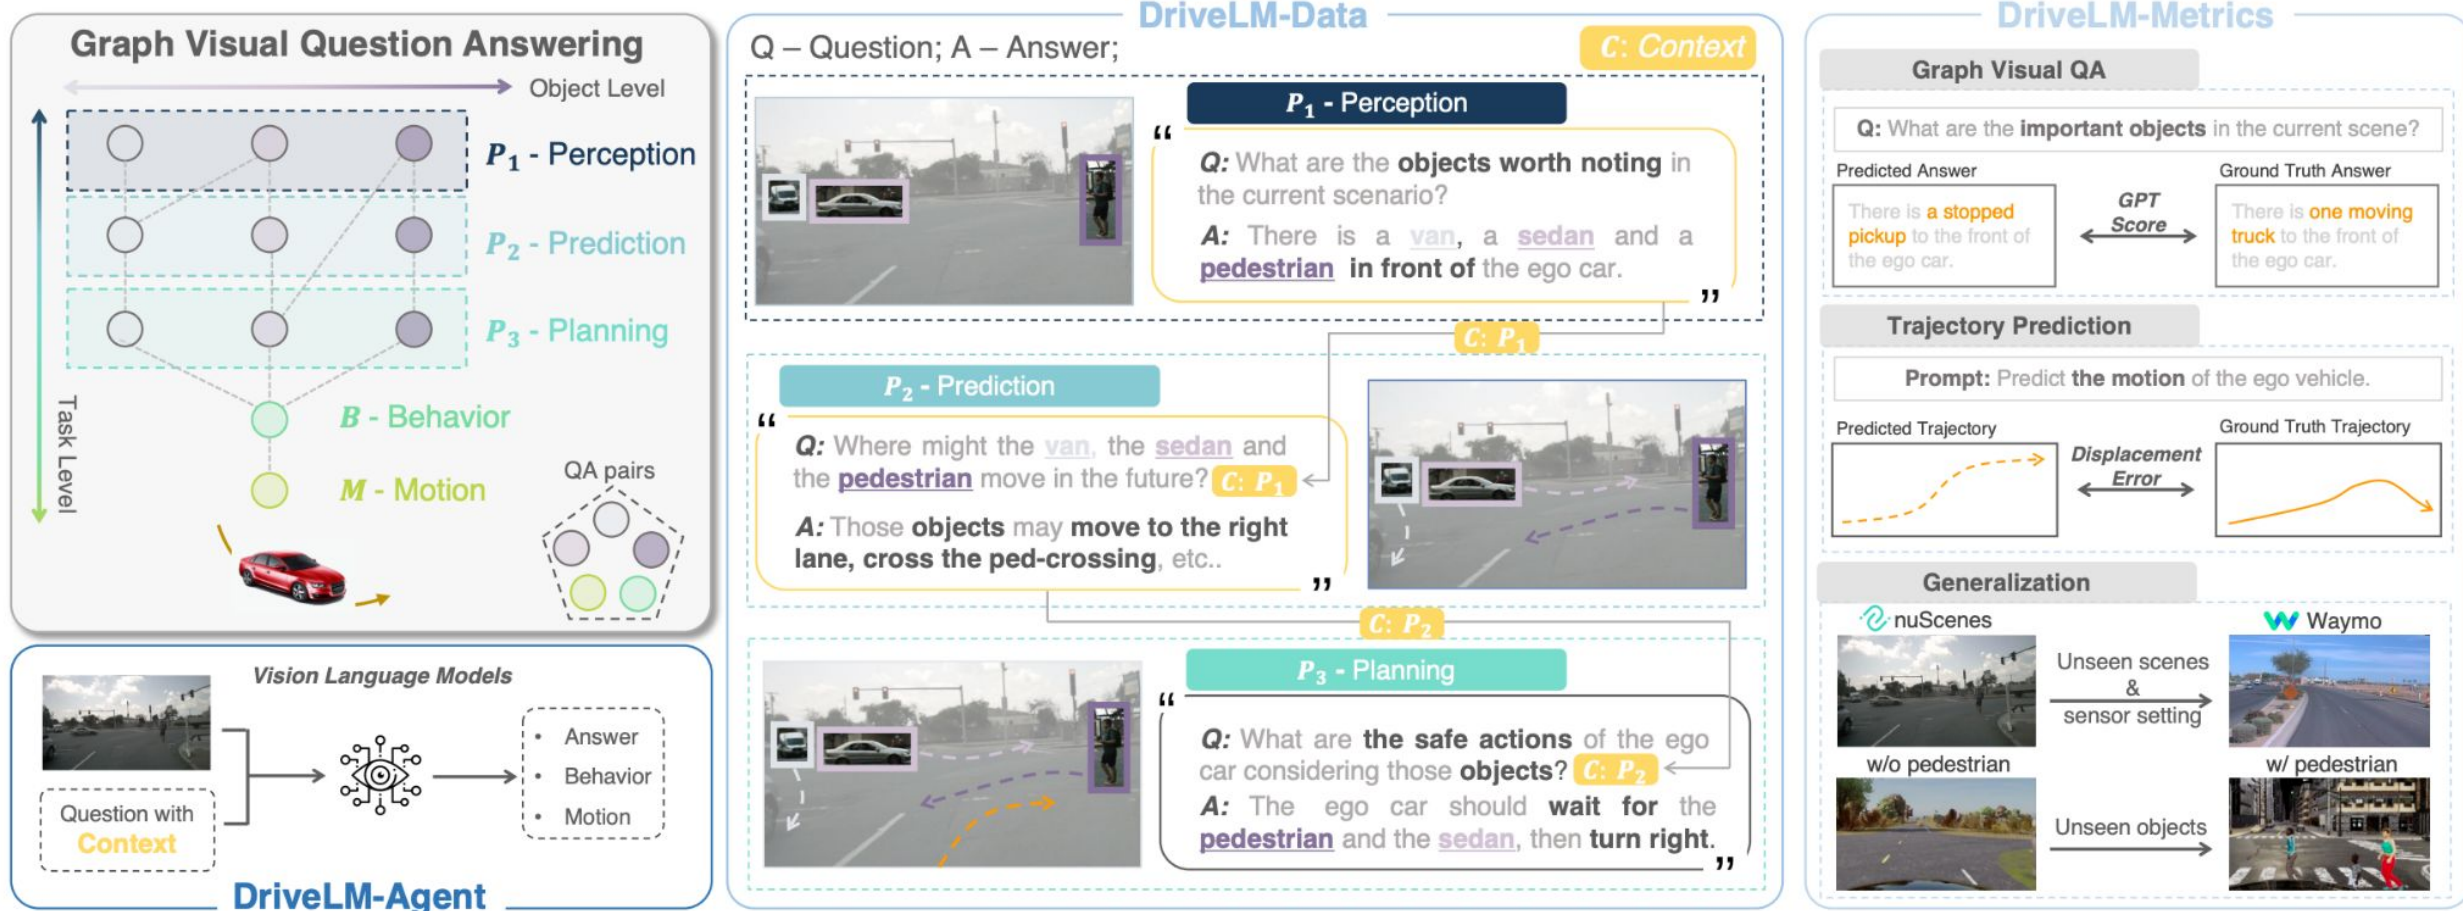 Graph Visual Question Answering
Object Level
Task Level
P₁ - Perception
P₂ - Prediction
P₃ - Planning
B - Behavior
M - Motion
QA pairs
Vision Language Models
Question with
Context
• Answer
• Behavior
• Motion
DriveLM-Agent
DriveLM-Data
Q – Question; A – Answer;
C: Context
P₁ - Perception
“
Q: What are the objects worth noting in
the current scenario?
A: There is a van, a sedan and a
pedestrian in front of the ego car.
”
C: P₁
P₂ - Prediction
“
Q: Where might the van, the sedan and
the pedestrian move in the future? C: P₁
A: Those objects may move to the right
lane, cross the ped-crossing, etc..
”
C: P₂
P₃ - Planning
“
Q: What are the safe actions of the ego
car considering those objects? C: P₂
A: The ego car should wait for the
pedestrian and the sedan, then turn right.
”
DriveLM-Metrics
Graph Visual QA
Q: What are the important objects in the current scene?
Predicted Answer
There is a stopped
pickup to the front of
the ego car.
GPT
Score
Ground Truth Answer
There is one moving
truck to the front of
the ego car.
Trajectory Prediction
Prompt: Predict the motion of the ego vehicle.
Predicted Trajectory
Displacement
Error
Ground Truth Trajectory
Generalization
nuScenes
Unseen scenes
&
sensor setting
Waymo
w/o pedestrian
Unseen objects
w/ pedestrian